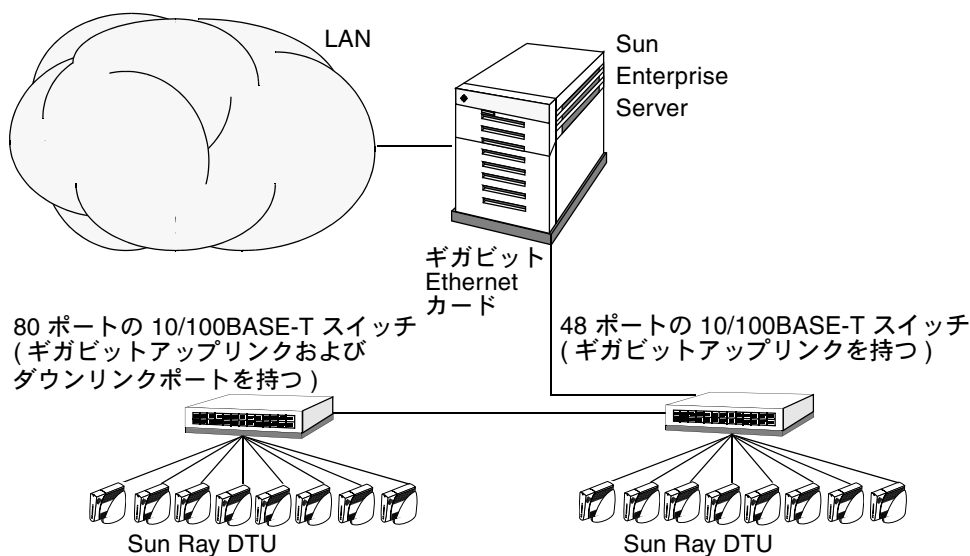 LAN
Sun
Enterprise
Server
ギガビット
Ethernet
カード
80 ポートの 10/100BASE-T スイッチ
( ギガビットアップリンクおよび
ダウンリンクポートを持つ )
48 ポートの 10/100BASE-T スイッチ
( ギガビットアップリンクを持つ )
Sun Ray DTU
Sun Ray DTU